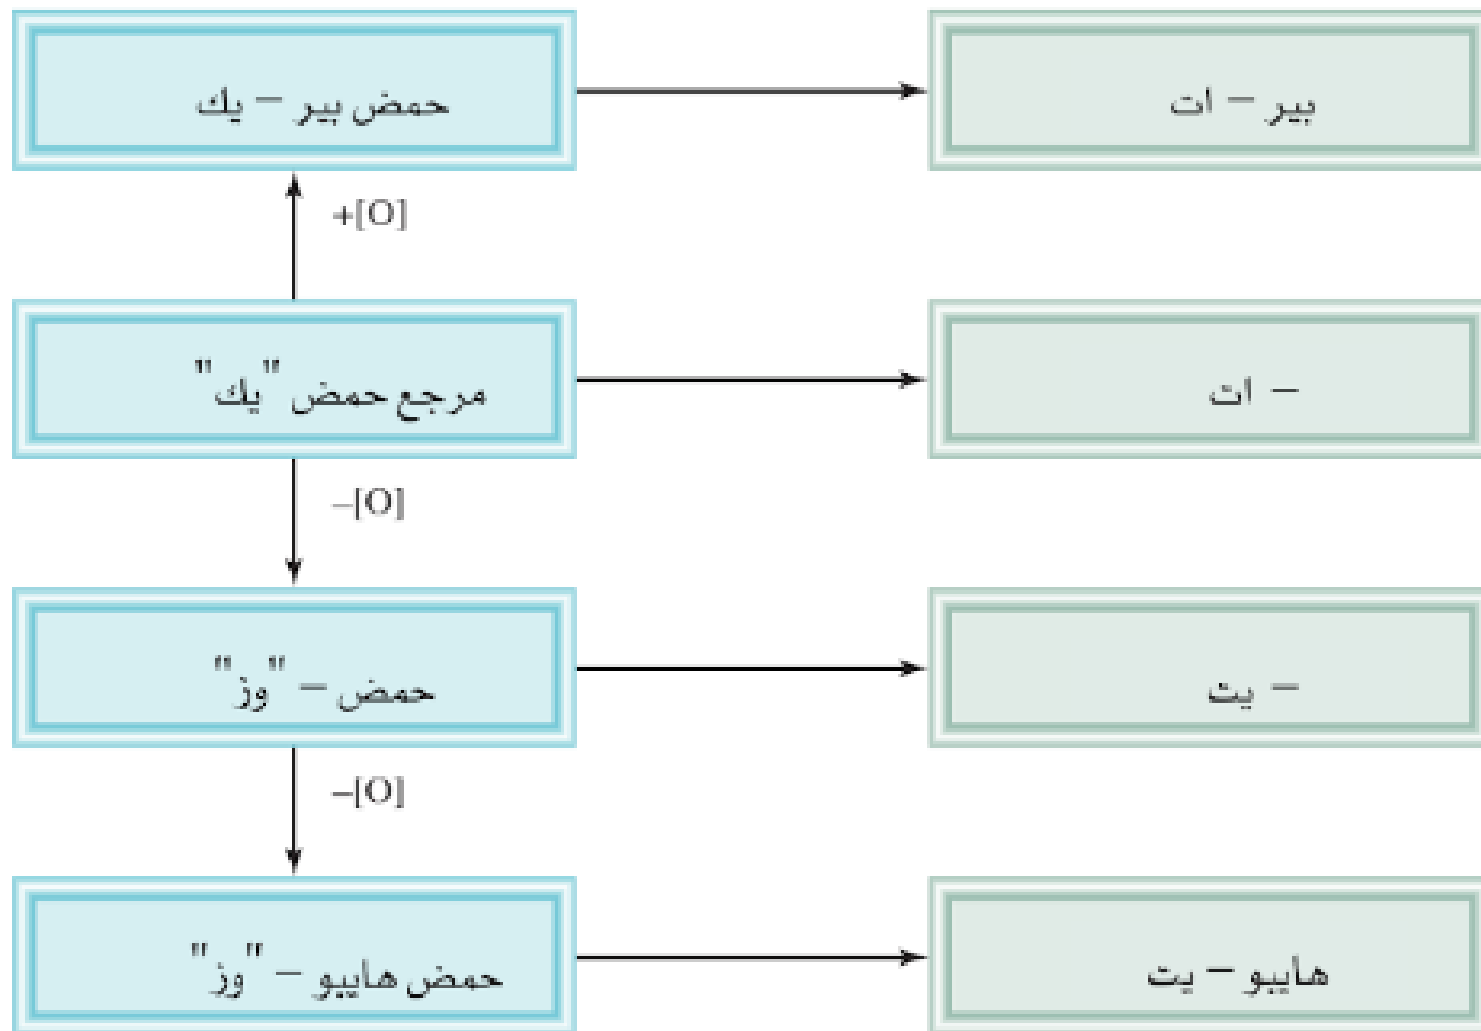 حمض بير – يك
بير – ات
+[O]
مرجع حمض "يك"
– ات
–[O]
حمض – "وز"
– يت
–[O]
حمض هايبو – "وز"
هايبو – يت